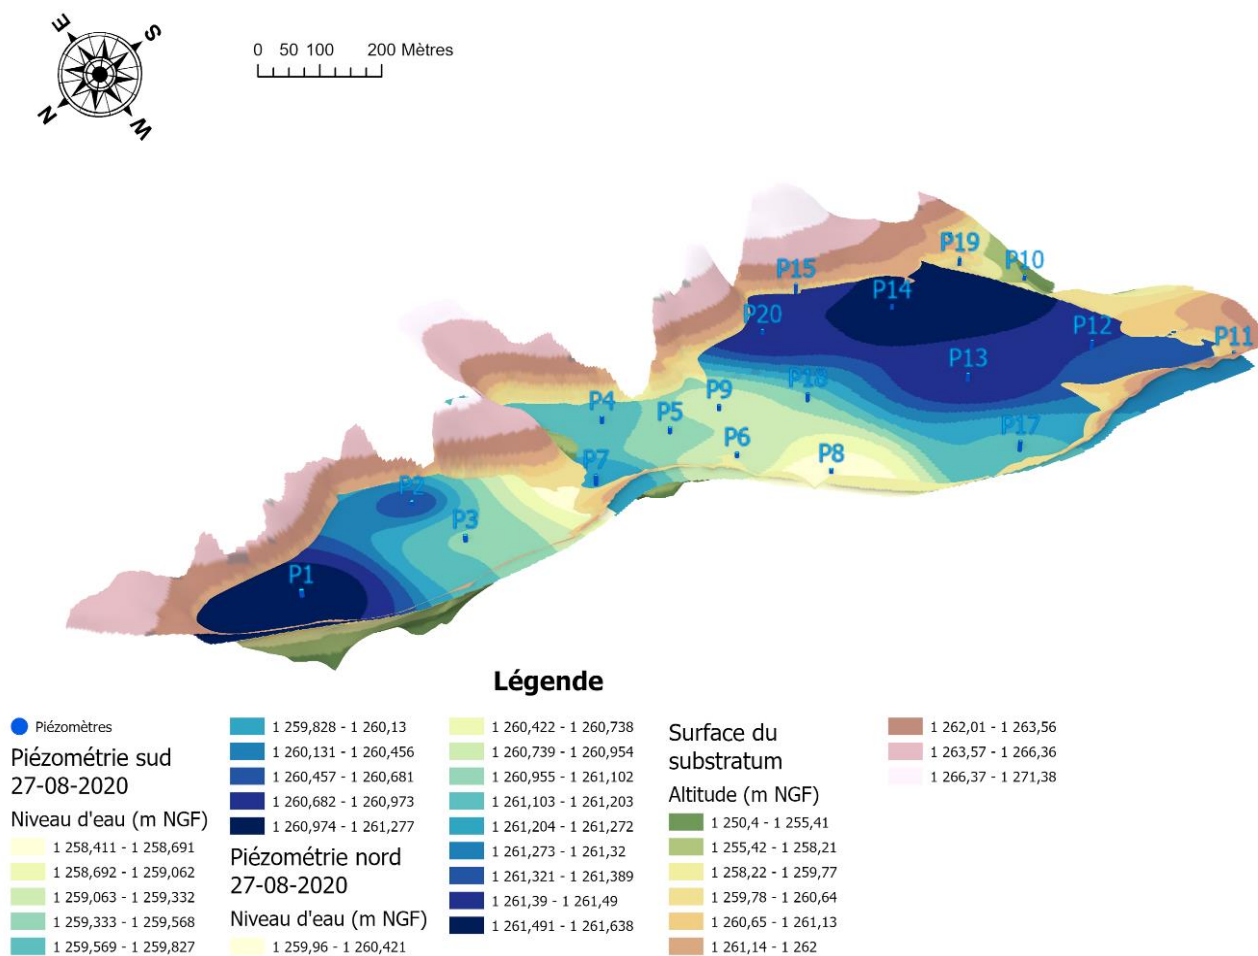 E
S
N
W
0 50 100 200 Mètres
P19
P10
P15
P14
P20
P12
P11
P13
P18
P9
P4
P5
P17
P6
P8
P7
P2
P3
P1
Légende
Piézomètres
Piézométrie sud
27-08-2020
Niveau d'eau (m NGF)
1 258,411 - 1 258,691
1 258,692 - 1 259,062
1 259,063 - 1 259,332
1 259,333 - 1 259,568
1 259,569 - 1 259,827
1 259,828 - 1 260,13
1 260,131 - 1 260,456
1 260,457 - 1 260,681
1 260,682 - 1 260,973
1 260,974 - 1 261,277
Piézométrie nord
27-08-2020
Niveau d'eau (m NGF)
1 259,96 - 1 260,421
1 260,422 - 1 260,738
1 260,739 - 1 260,954
1 260,955 - 1 261,102
1 261,103 - 1 261,203
1 261,204 - 1 261,272
1 261,273 - 1 261,32
1 261,321 - 1 261,389
1 261,39 - 1 261,49
1 261,491 - 1 261,638
Surface du
substratum
Altitude (m NGF)
1 250,4 - 1 255,41
1 255,42 - 1 258,21
1 258,22 - 1 259,77
1 259,78 - 1 260,64
1 260,65 - 1 261,13
1 261,14 - 1 262
1 262,01 - 1 263,56
1 263,57 - 1 266,36
1 266,37 - 1 271,38